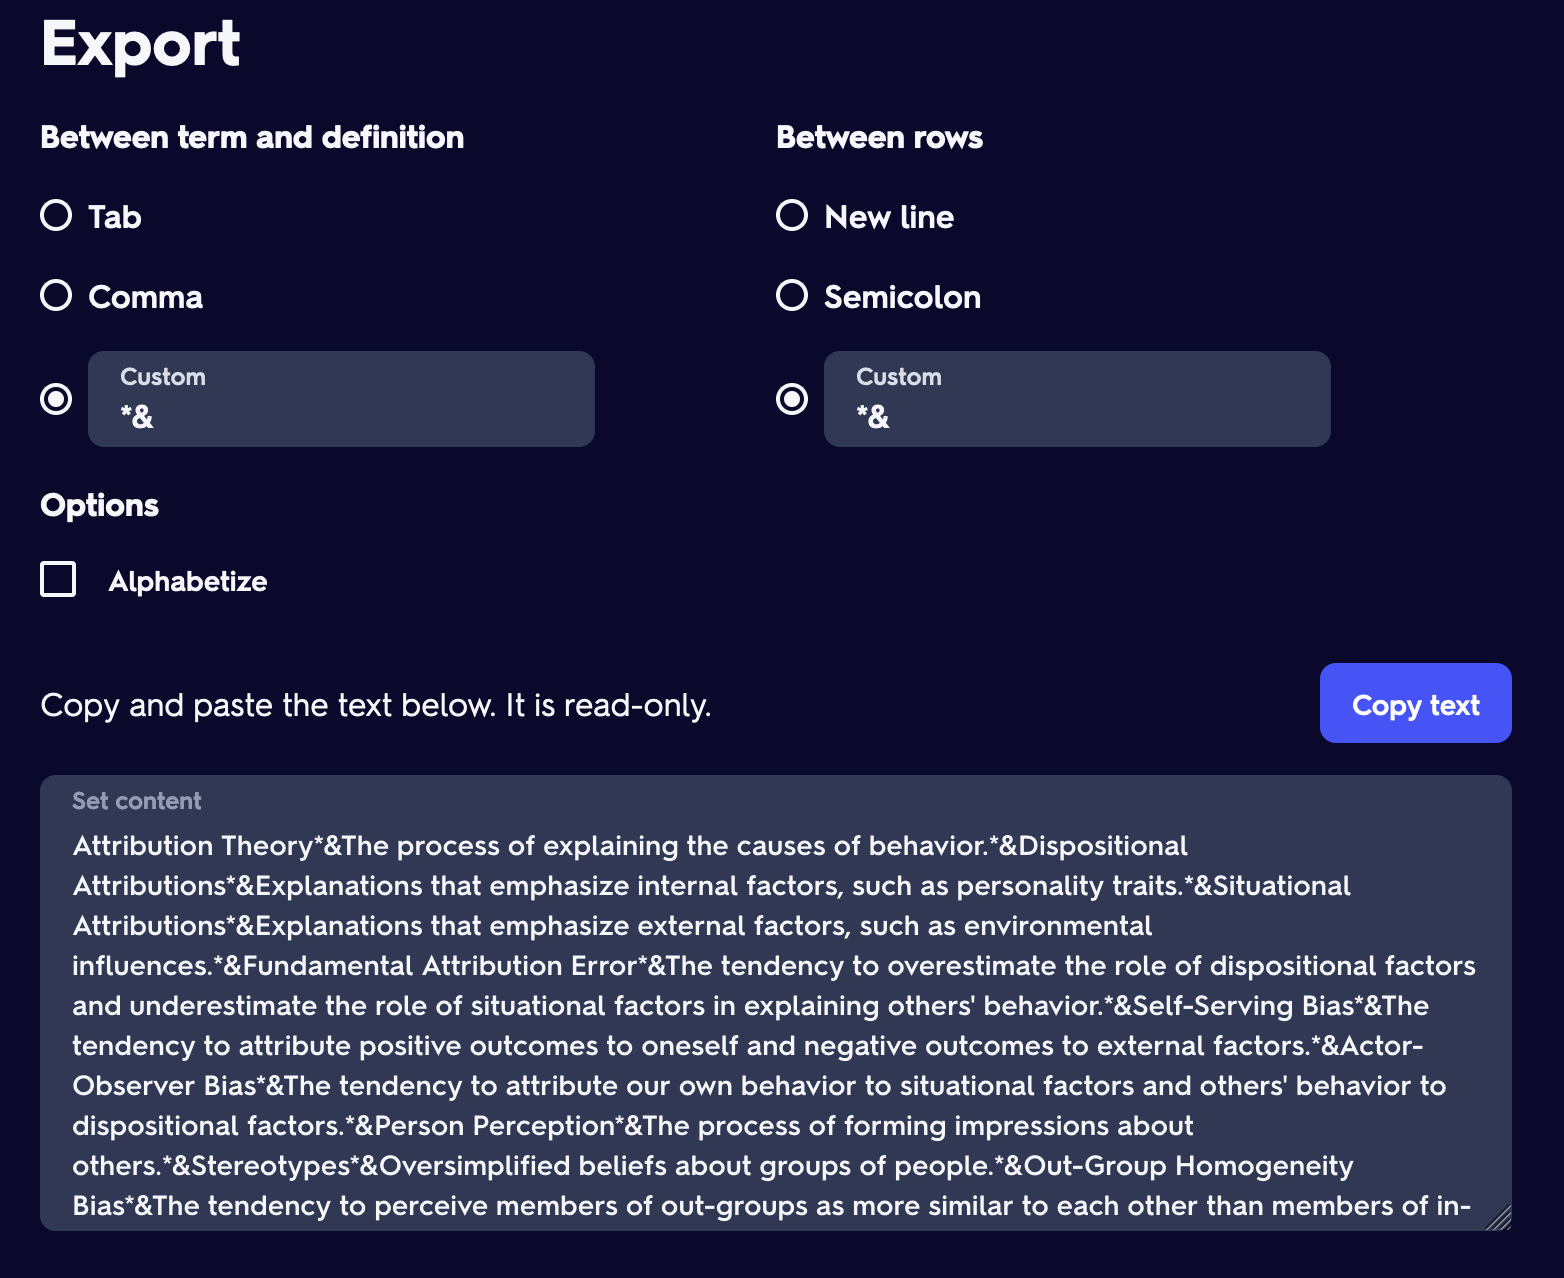 Export
Between term and definition
Between rows
Tab
New line
Comma
Semicolon
Custom
*&
Custom
*&
Options
Alphabetize
Copy and paste the text below. It is read-only.
Copy text
Set content
Attribution Theory*&The process of explaining the causes of behavior.*&Dispositional
Attributions*&Explanations that emphasize internal factors, such as personality traits.*&Situational
Attributions*&Explanations that emphasize external factors, such as environmental
influences.*&Fundamental Attribution Error*&The tendency to overestimate the role of dispositional factors
and underestimate the role of situational factors in explaining others' behavior.*&Self-Serving Bias*&The
tendency to attribute positive outcomes to oneself and negative outcomes to external factors.*&Actor-
Observer Bias*&The tendency to attribute our own behavior to situational factors and others' behavior to
dispositional factors.*&Person Perception*&The process of forming impressions about
others.*&Stereotypes*&Oversimplified beliefs about groups of people.*&Out-Group Homogeneity
Bias*&The tendency to perceive members of out-groups as more similar to each other than members of in-